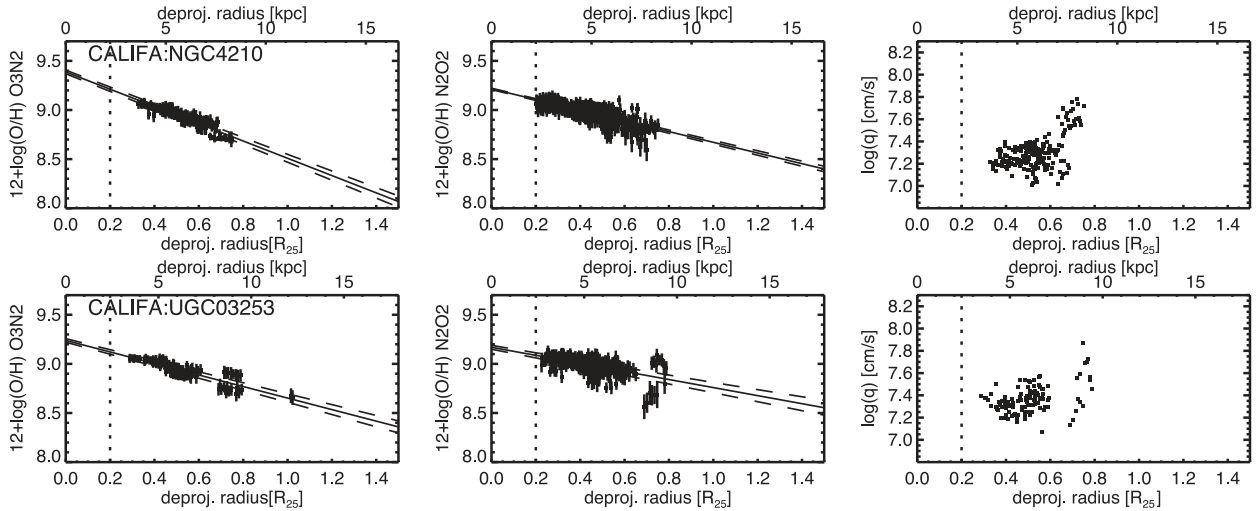 deproj. radius [kpc]
0 5 10 15
CALIFA:NGC4210
12+log(O/H) O3N2
9.5
9.0
8.5
8.0
0.0 0.2 0.4 0.6 0.8 1.0 1.2 1.4
deproj. radius[R25]
deproj. radius [kpc]
0 5 10 15
12+log(O/H) N2O2
9.5
9.0
8.5
8.0
0.0 0.2 0.4 0.6 0.8 1.0 1.2 1.4
deproj. radius [R25]
deproj. radius [kpc]
0 5 10 15
log(q) [cm/s]
8.2
8.0
7.8
7.6
7.4
7.2
7.0
0.0 0.2 0.4 0.6 0.8 1.0 1.2 1.4
deproj. radius [R25]
deproj. radius [kpc]
0 5 10 15
CALIFA:UGC03253
12+log(O/H) O3N2
9.5
9.0
8.5
8.0
0.0 0.2 0.4 0.6 0.8 1.0 1.2 1.4
deproj. radius[R25]
deproj. radius [kpc]
0 5 10 15
12+log(O/H) N2O2
9.5
9.0
8.5
8.0
0.0 0.2 0.4 0.6 0.8 1.0 1.2 1.4
deproj. radius [R25]
deproj. radius [kpc]
0 5 10 15
log(q) [cm/s]
8.2
8.0
7.8
7.6
7.4
7.2
7.0
0.0 0.2 0.4 0.6 0.8 1.0 1.2 1.4
deproj. radius [R25]